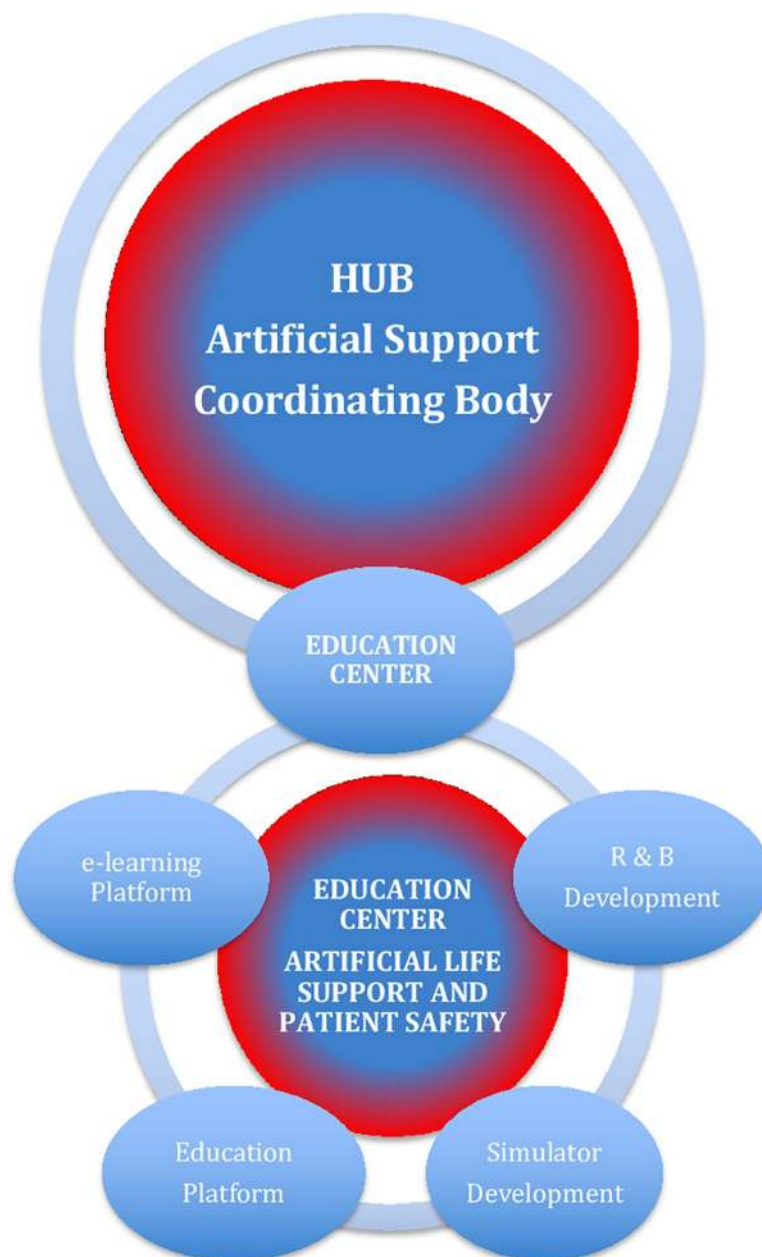 HUB
Artificial Support
Coordinating Body
EDUCATION
CENTER
e-learning
Platform
R & B
Development
EDUCATION
CENTER
ARTIFICIAL LIFE
SUPPORT AND
PATIENT SAFETY
Education
Platform
Simulator
Development